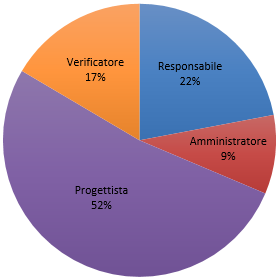 Verificatore
17%
Responsabile
22%
Amministratore
9%
Progettista
52%